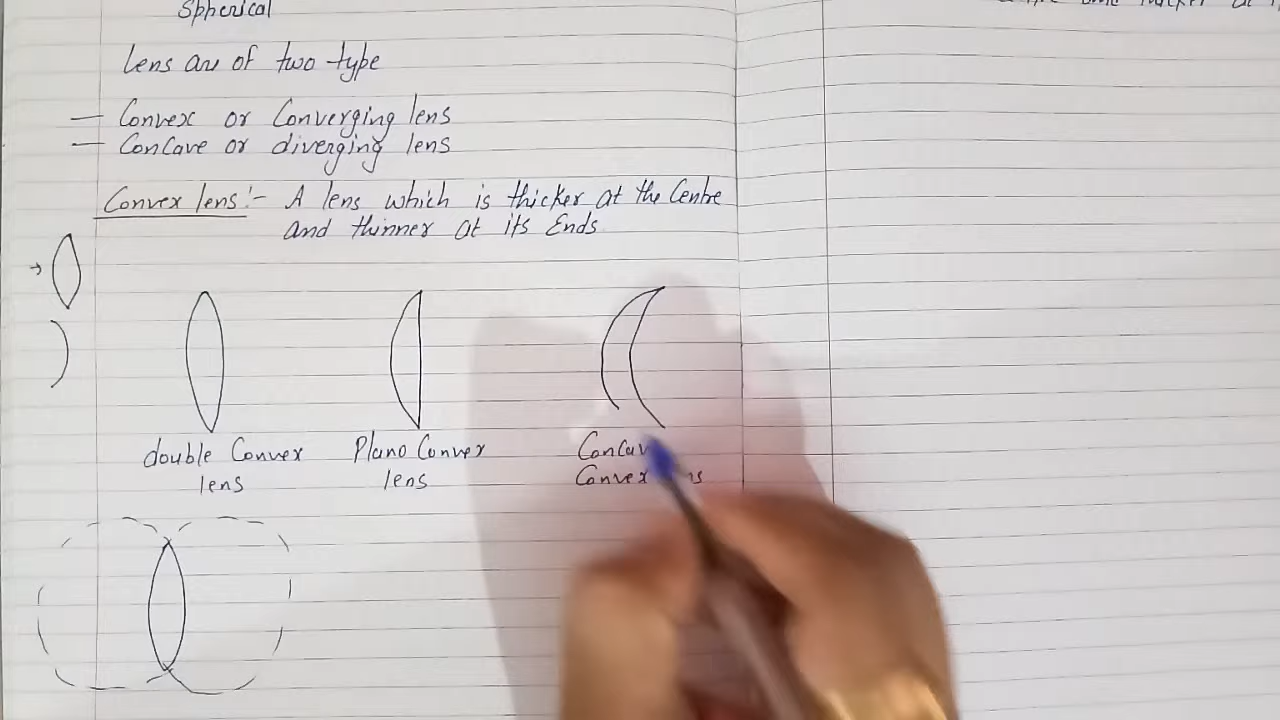 Spherical
lens are of two type
— Convex or Converging lens
— Concave or diverging lens
Convex lens :- A lens which is thicker at the Centre
and thinner at its Ends
double Convex
lens
Plano Convex
lens
Convex